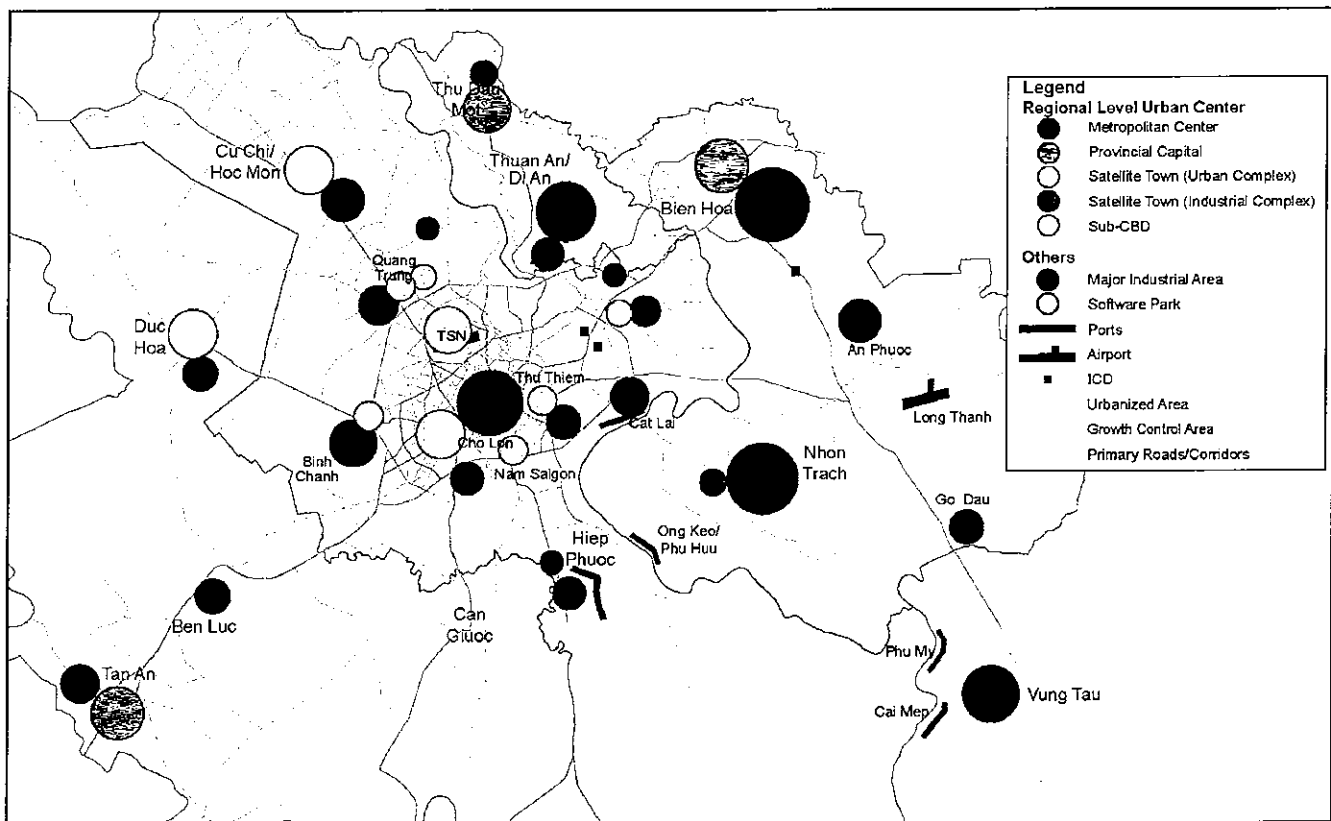 Thu Dau
Mot
Cu Chi/
Hoc Mon
Thuan An/
Di An
Bien Hoa
Quang
Trung
Duc
Hoa
TSN
An Phuoc
Thu Thiem
Long Thanh
Cat Lai
Cho Lon
Binh
Chanh
Nam Saigon
Nhon
Trach
Go Dau
Ong Keo/
Phu Huu
Hiep
Phuoc
Ben Luc
Can
Giuoc
Phu My
Tan An
Vung Tau
Cai Mep
Legend
Regional Level Urban Center
Metropolitan Center
Provincial Capital
Satellite Town (Urban Complex)
Satellite Town (Industrial Complex)
Sub-CBD
Others
Major Industrial Area
Software Park
Ports
Airport
ICD
Urbanized Area
Growth Control Area
Primary Roads/Corridors